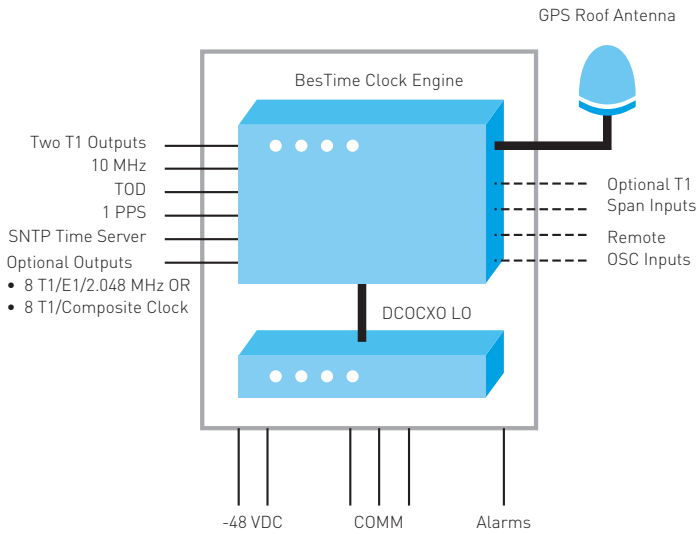 GPS Roof Antenna
BesTime Clock Engine
Two T1 Outputs
10 MHz
TOD
1 PPS
SNTP Time Server
Optional Outputs
• 8 T1/E1/2.048 MHz OR
• 8 T1/Composite Clock
Optional T1
Span Inputs
Remote
OSC Inputs
DCOCXO LO
-48 VDC
COMM
Alarms